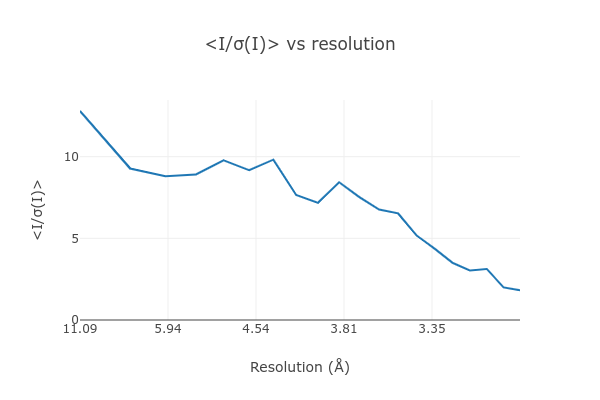 <I/σ(I)> vs resolution
<I/σ(I)>
10
5
0
11.09 5.94 4.54 3.81 3.35
Resolution (Å)